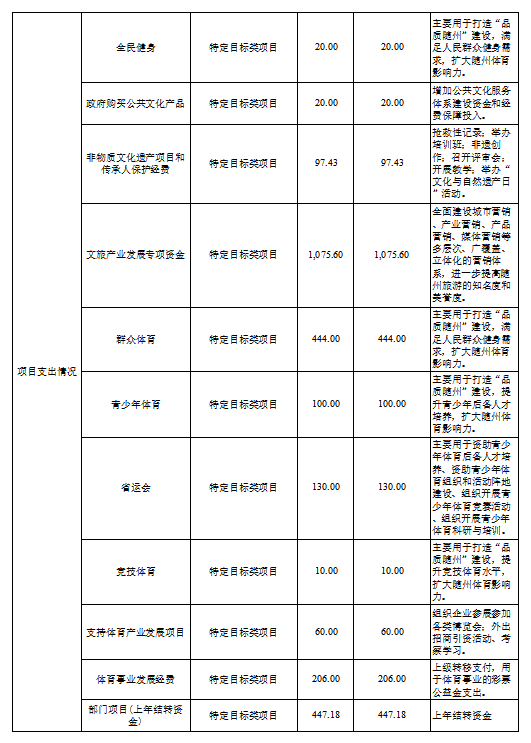 项目支出情况
全民健身 特定目标类项目 20.00 20.00
主要用于打造“品
质随州”建设，满
足人民群众健身需
求，扩大随州体育
影响力。
政府购买公共文化产品 特定目标类项目 20.00 20.00
增加公共文化服务
体系建设资金和经
费保障投入。
非物质文化遗产项目和
传承人保护经费
特定目标类项目 97.43 97.43
抢救性记录；举办
培训班；非遗创
作；召开评审会；
开展教学；举办“
文化与自然遗产日
”活动。
文旅产业发展专项资金 特定目标类项目 1,075.60 1,075.60
全面建设城市营销
、产业营销、产品
营销、媒体营销等
多层次、广覆盖、
立体化的营销体
系，进一步提高随
州旅游的知名度和
美誉度。
群众体育 特定目标类项目 444.00 444.00
主要用于打造“品
质随州”建设，满
足人民群众健身需
求，扩大随州体育
影响力。
青少年体育 特定目标类项目 100.00 100.00
主要用于打造“品
质随州”建设，提
升青少年后备人才
培养，扩大随州体
育影响力。
省运会 特定目标类项目 130.00 130.00
主要用于资助青少
年体育后备人才培
养、资助青少年体
育组织和活动阵地
建设、组织开展青
少年体育竞赛活动
、组织开展青少年
体育科研与培训。
竞技体育 特定目标类项目 10.00 10.00
主要用于打造“品
质随州”建设，提
升竞技体育水平，
扩大随州体育影响
力。
支持体育产业发展项目 特定目标类项目 60.00 60.00
组织企业参展参加
各类博览会；外出
招商引资活动、考
察学习。
体育事业发展经费 特定目标类项目 206.00 206.00
上级转移支付，用
于体育事业的彩票
公益金支出。
部门项目(上年结转资
金)
特定目标类项目 447.18 447.18 上年结转资金